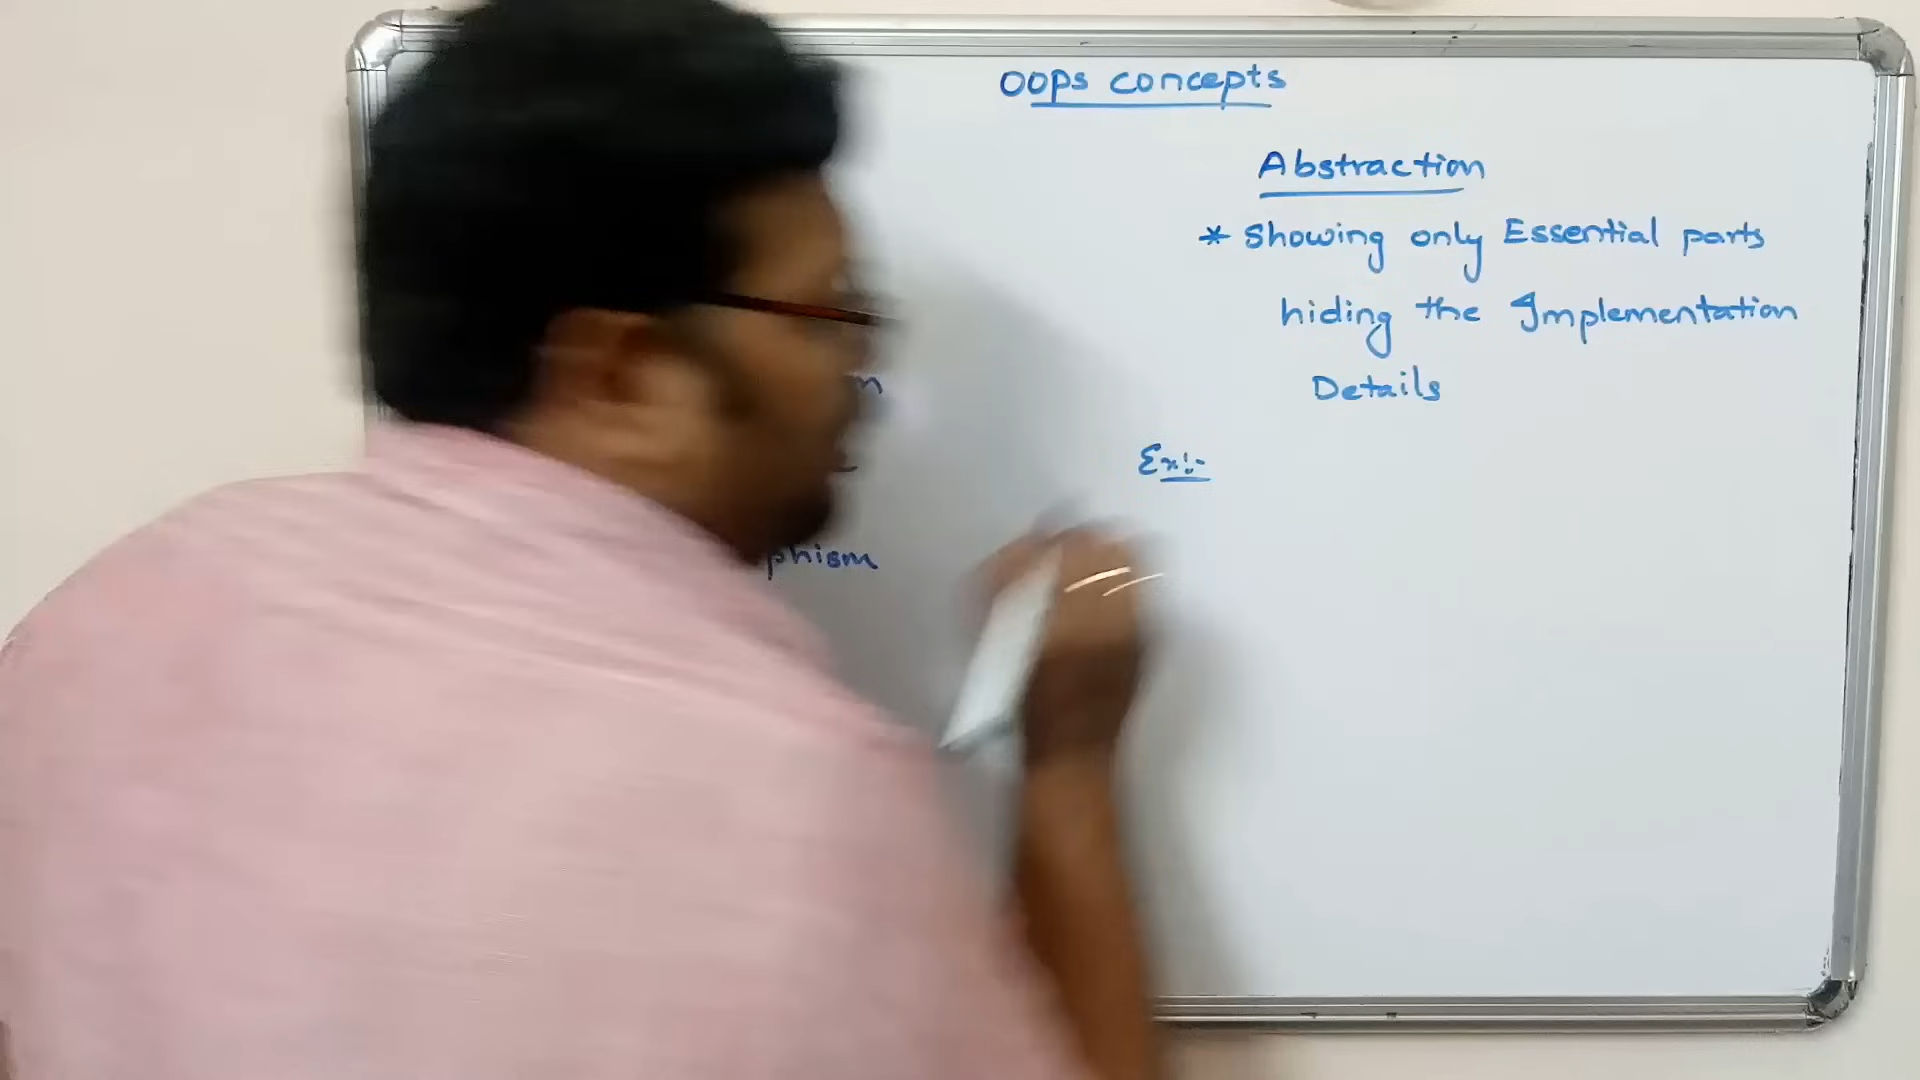 Oops concepts
Abstraction
* Showing only Essential parts
hiding the Implementation
Details
Ex:-
phism